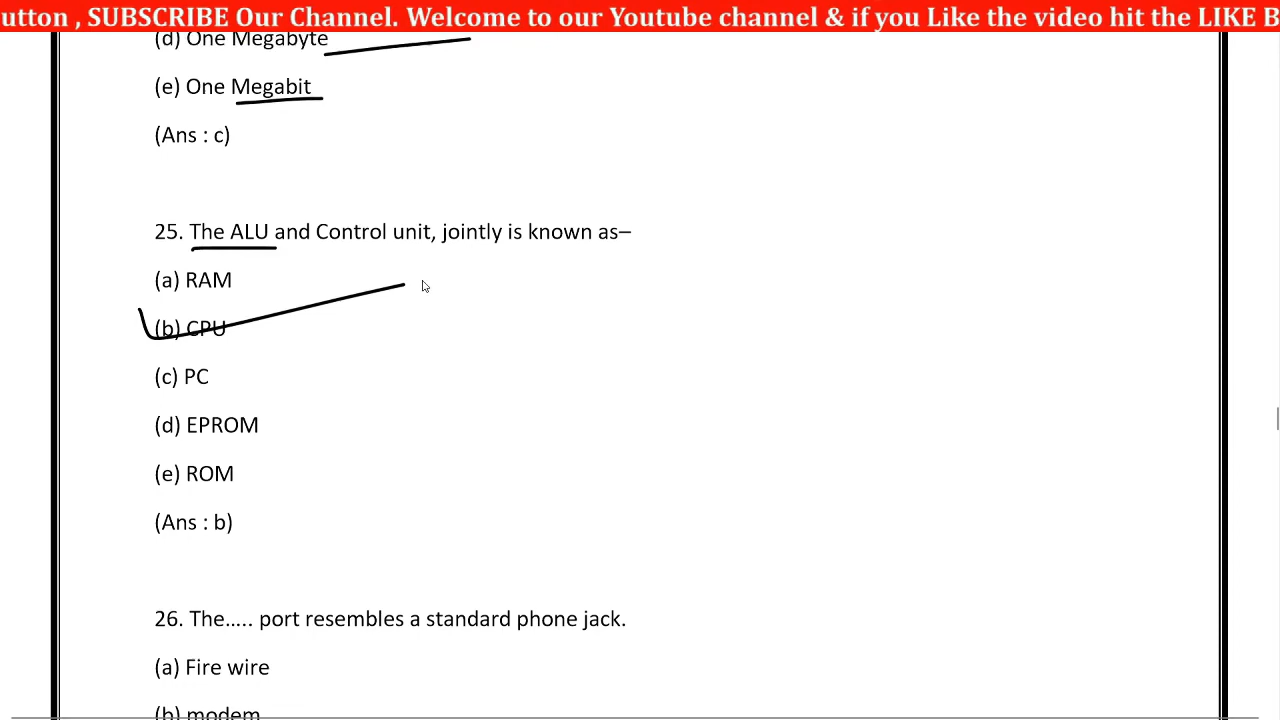 utton , SUBSCRIBE Our Channel. Welcome to our Youtube channel & if you Like the video hit the LIKE B
(d) One Megabyte
(e) One Megabit
(Ans : c)
25. The ALU and Control unit, jointly is known as–
(a) RAM
(b) CPU
(c) PC
(d) EPROM
(e) ROM
(Ans : b)
26. The..... port resembles a standard phone jack.
(a) Fire wire
(b) modem